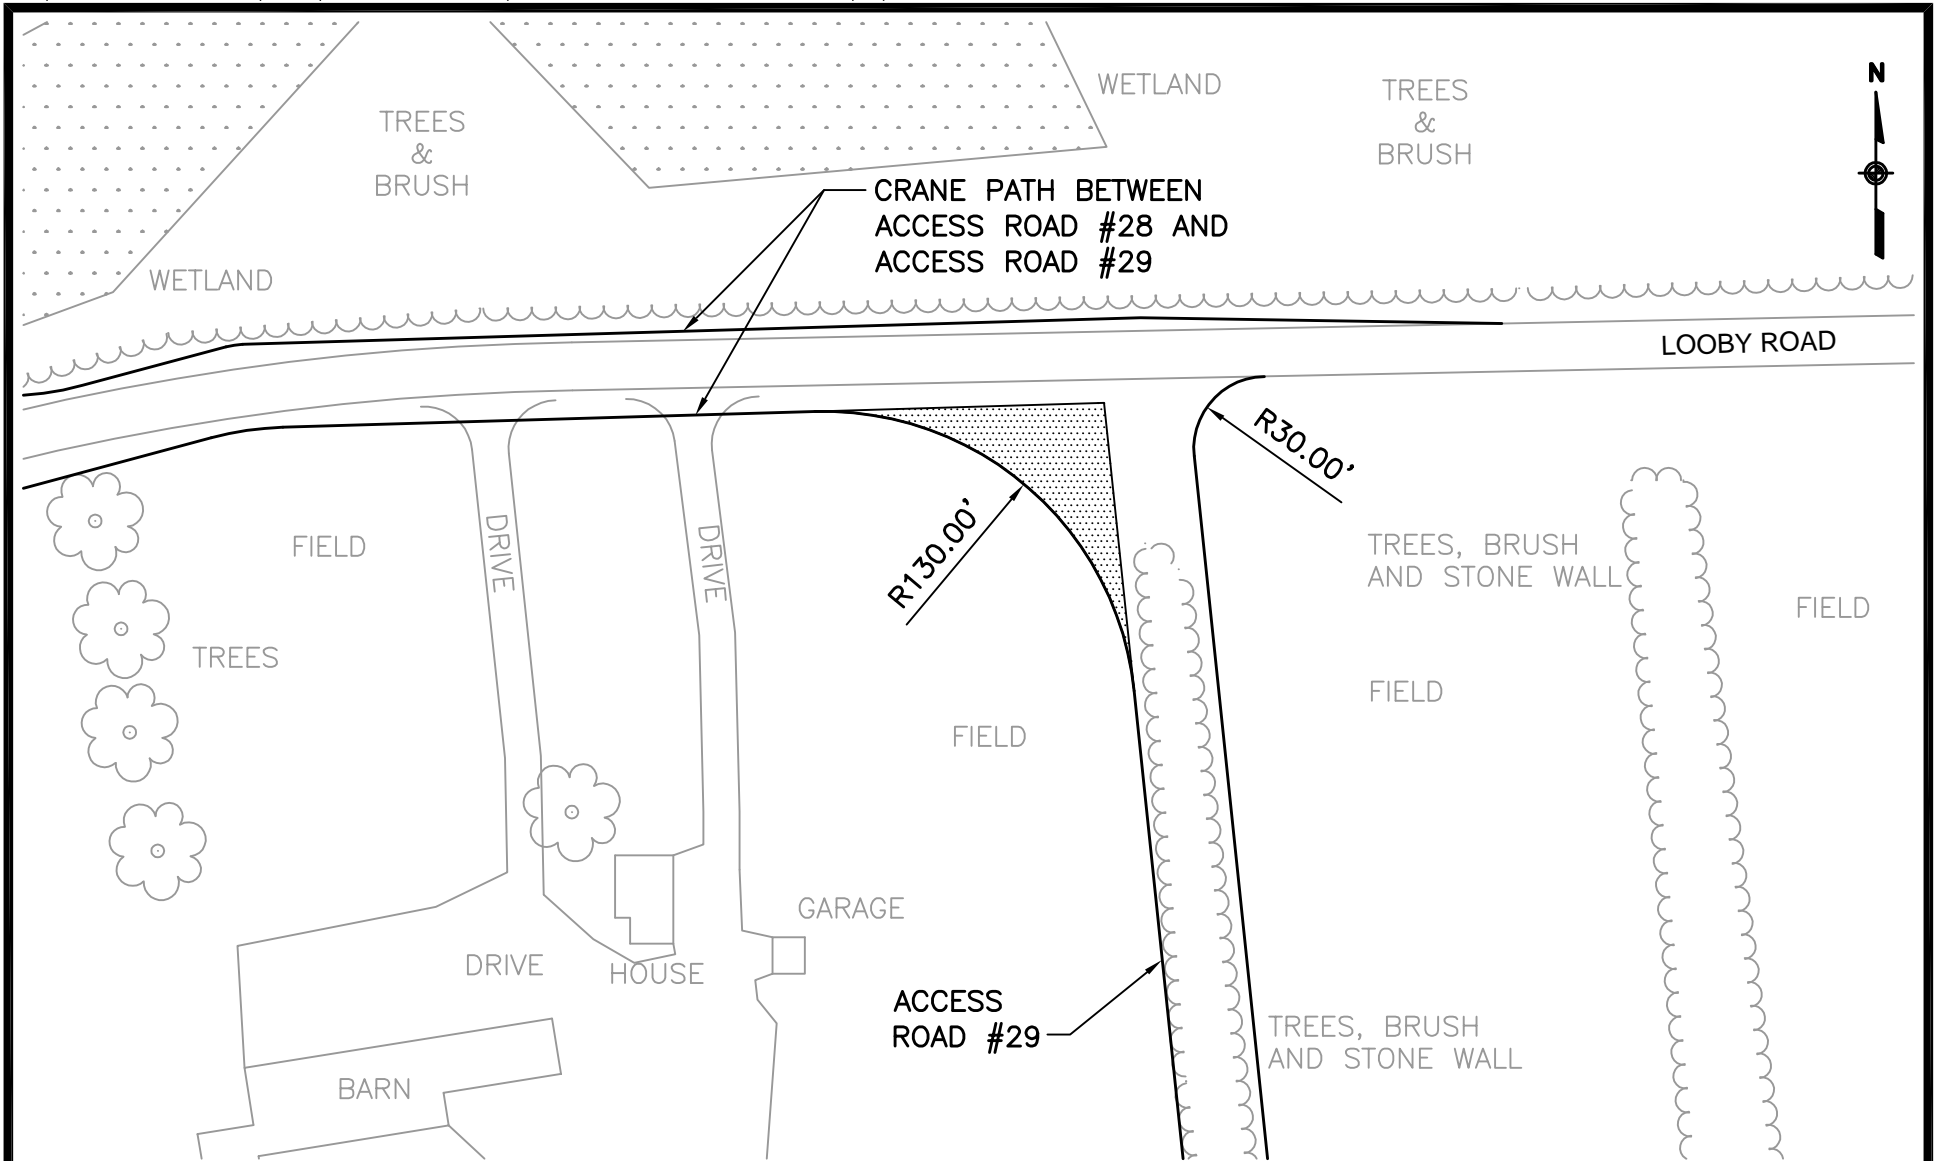 N
WETLAND
TREES
&
BRUSH
TREES
&
BRUSH
CRANE PATH BETWEEN
ACCESS ROAD #28 AND
ACCESS ROAD #29
WETLAND
LOOBY ROAD
R30.00'
R130.00'
FIELD
DRIVE
DRIVE
TREES, BRUSH
AND STONE WALL
FIELD
TREES
FIELD
FIELD
GARAGE
DRIVE
HOUSE
ACCESS
ROAD #29
TREES, BRUSH
AND STONE WALL
BARN